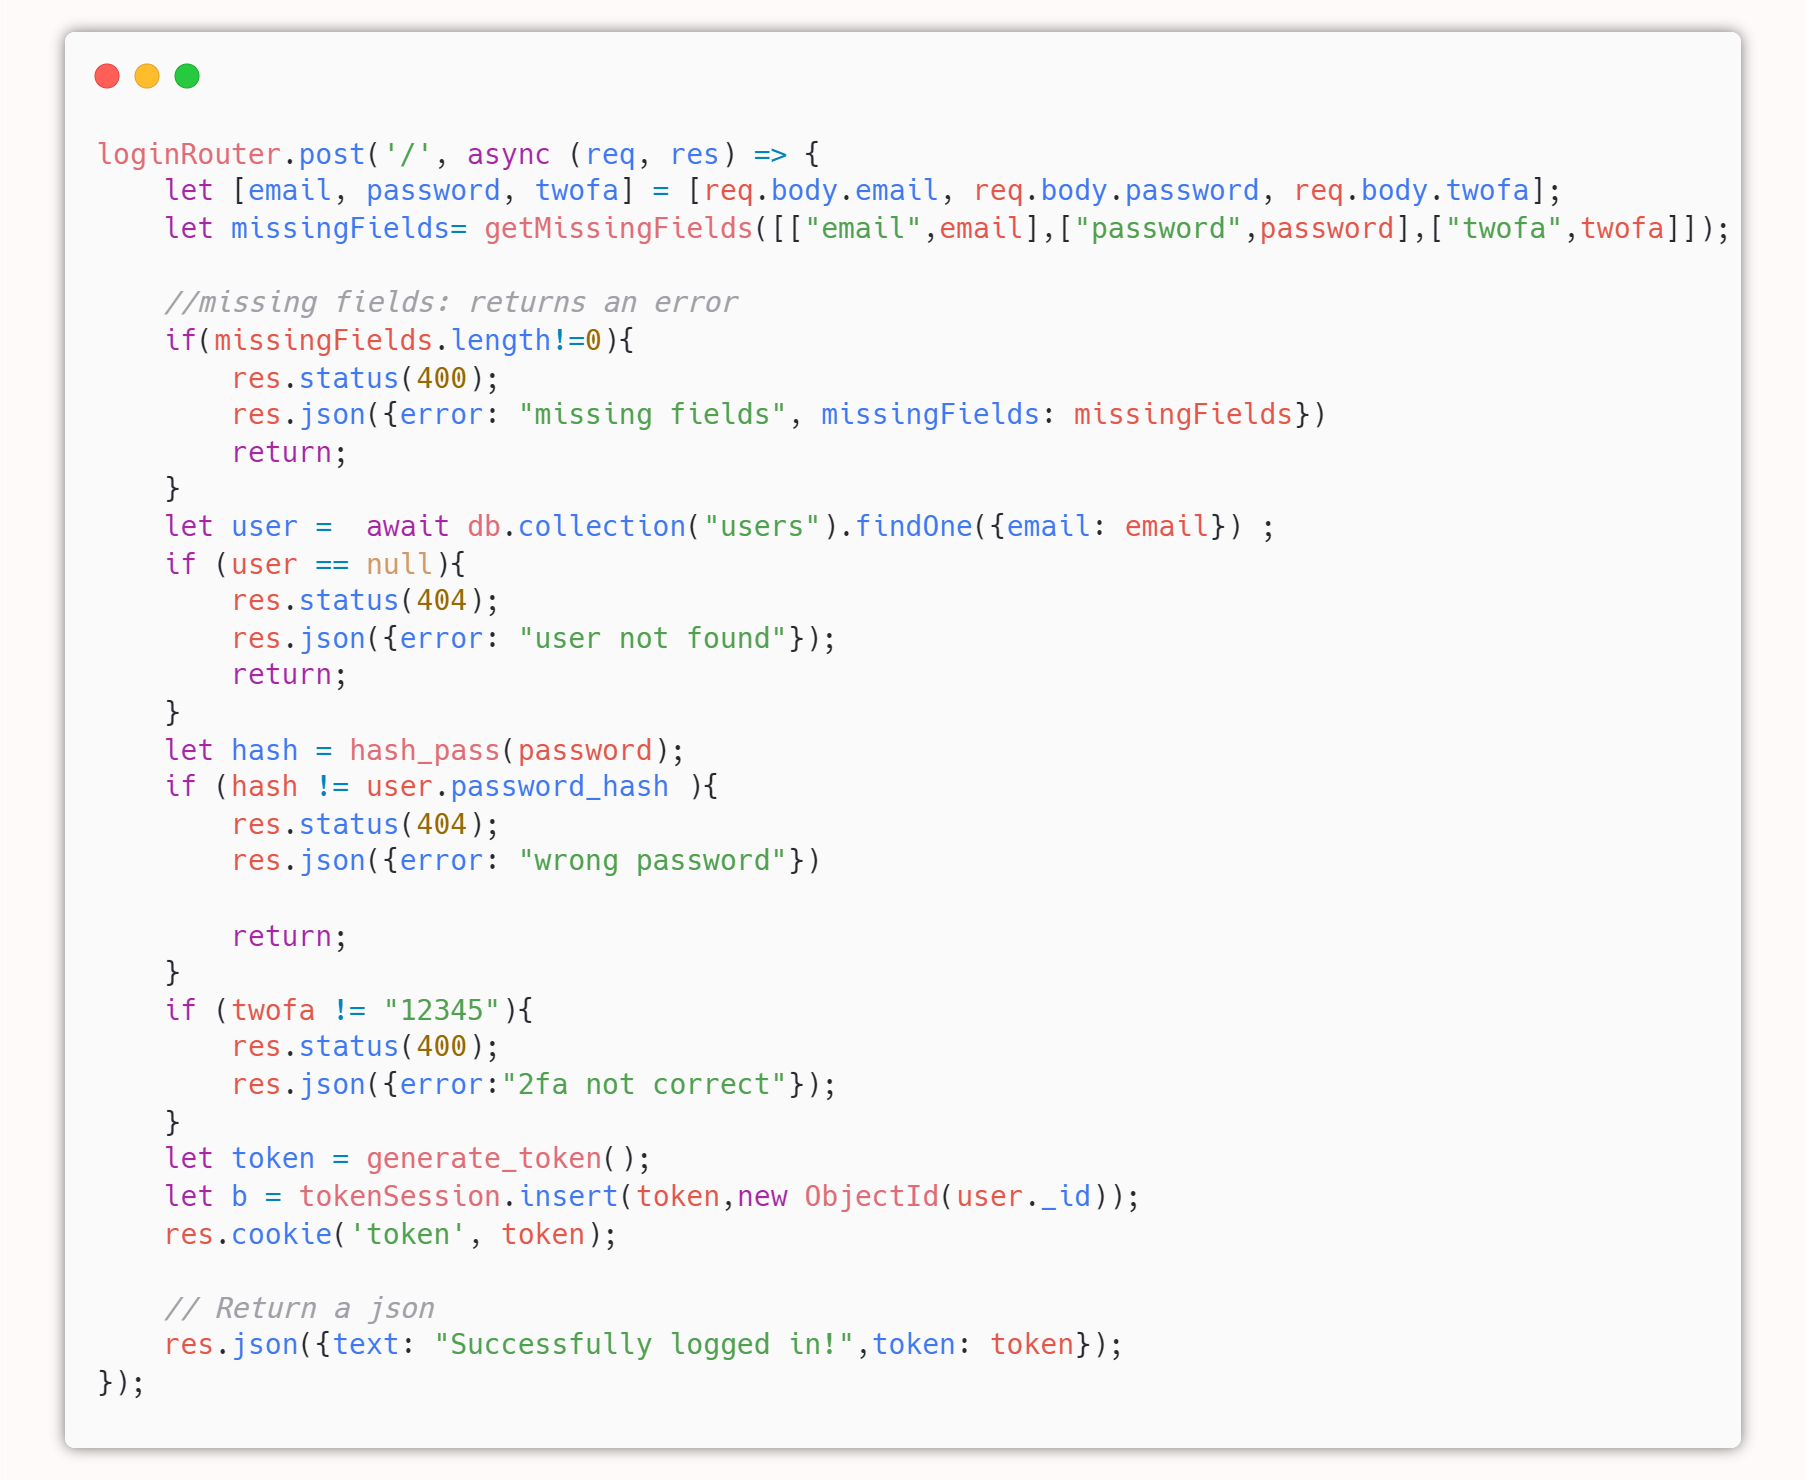 loginRouter.post('/', async (req, res) => {
    let [email, password, twofa] = [req.body.email, req.body.password, req.body.twofa];
    let missingFields= getMissingFields([["email",email],["password",password],["twofa",twofa]]);

    //missing fields: returns an error
    if(missingFields.length!=0){
        res.status(400);
        res.json({error: "missing fields", missingFields: missingFields})
        return;
    }
    let user =  await db.collection("users").findOne({email: email}) ;
    if (user == null){
        res.status(404);
        res.json({error: "user not found"});
        return;
    }
    let hash = hash_pass(password);
    if (hash != user.password_hash ){
        res.status(404);
        res.json({error: "wrong password"})

        return;
    }
    if (twofa != "12345"){
        res.status(400);
        res.json({error:"2fa not correct"});
    }
    let token = generate_token();
    let b = tokenSession.insert(token,new ObjectId(user._id));
    res.cookie('token', token);

    // Return a json
    res.json({text: "Successfully logged in!",token: token});
});